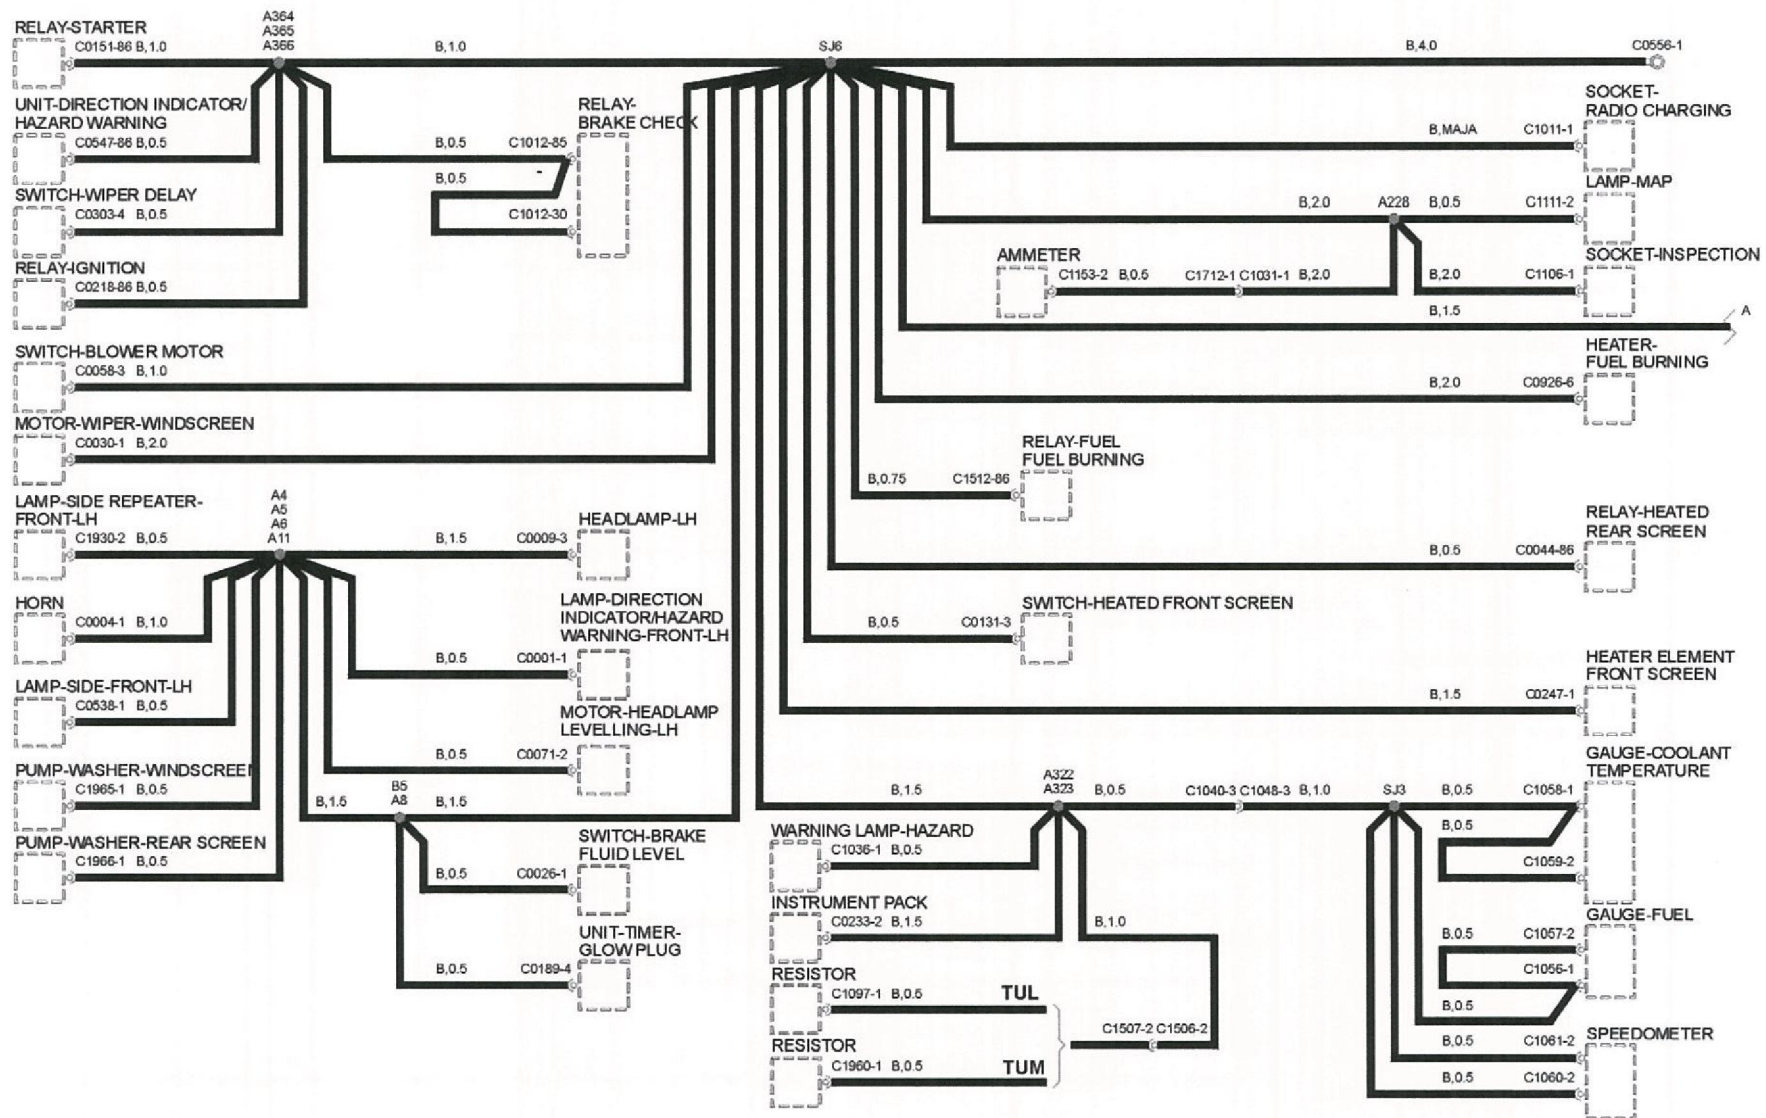 RELAY-STARTER
C0151-86 B,1.0
A364
A365
A366
B,1.0
SJ6
B,4.0
C0556-1
UNIT-DIRECTION INDICATOR/
HAZARD WARNING
C0547-86 B,0.5
RELAY-
BRAKE CHECK
B,0.5
C1012-85
B,0.5
C1012-30
SWITCH-WIPER DELAY
C0303-4 B,0.5
RELAY-IGNITION
C0218-86 B,0.5
SWITCH-BLOWER MOTOR
C0058-3 B,1.0
MOTOR-WIPER-WINDSCREEN
C0030-1 B,2.0
SOCKET-
RADIO CHARGING
B,MAJA
C1011-1
LAMP-MAP
B,2.0
A228
B,0.5
C1111-2
AMMETER
C1153-2 B,0.5
C1712-1 C1031-1 B,2.0
SOCKET-INSPECTION
B,2.0
C1106-1
B,1.5
A
HEATER-
FUEL BURNING
B,2.0
C0926-6
RELAY-FUEL
FUEL BURNING
B,0.75
C1512-86
RELAY-HEATED
REAR SCREEN
B,0.5
C0044-86
SWITCH-HEATED FRONT SCREEN
B,0.5
C0131-3
HEATER ELEMENT
FRONT SCREEN
B,1.5
C0247-1
LAMP-SIDE REPEATER-
FRONT-LH
C1930-2 B,0.5
A4
A5
A6
A11
B,1.5
C0009-3
HEADLAMP-LH
HORN
C0004-1 B,1.0
LAMP-DIRECTION
INDICATOR/HAZARD
WARNING-FRONT-LH
B,0.5
C0001-1
LAMP-SIDE-FRONT-LH
C0538-1 B,0.5
MOTOR-HEADLAMP
LEVELLING-LH
B,0.5
C0071-2
PUMP-WASHER-WINDSCREEN
C1965-1 B,0.5
B,1.5
B5
A8
B,1.5
PUMP-WASHER-REAR SCREEN
C1966-1 B,0.5
SWITCH-BRAKE
FLUID LEVEL
B,0.5
C0026-1
UNIT-TIMER-
GLOW PLUG
B,0.5
C0189-4
B,1.5
A322
A323
B,0.5
C1040-3 C1048-3 B,1.0
SJ3
B,0.5
C1058-1
GAUGE-COOLANT
TEMPERATURE
B,0.5
C1059-2
WARNING LAMP-HAZARD
C1036-1 B,0.5
INSTRUMENT PACK
C0233-2 B,1.5
B,1.0
GAUGE-FUEL
B,0.5
C1057-2
C1056-1
B,0.5
RESISTOR
C1097-1 B,0.5
TUL
C1507-2 C1506-2
RESISTOR
C1960-1 B,0.5
TUM
SPEEDOMETER
B,0.5
C1061-2
B,0.5
C1060-2